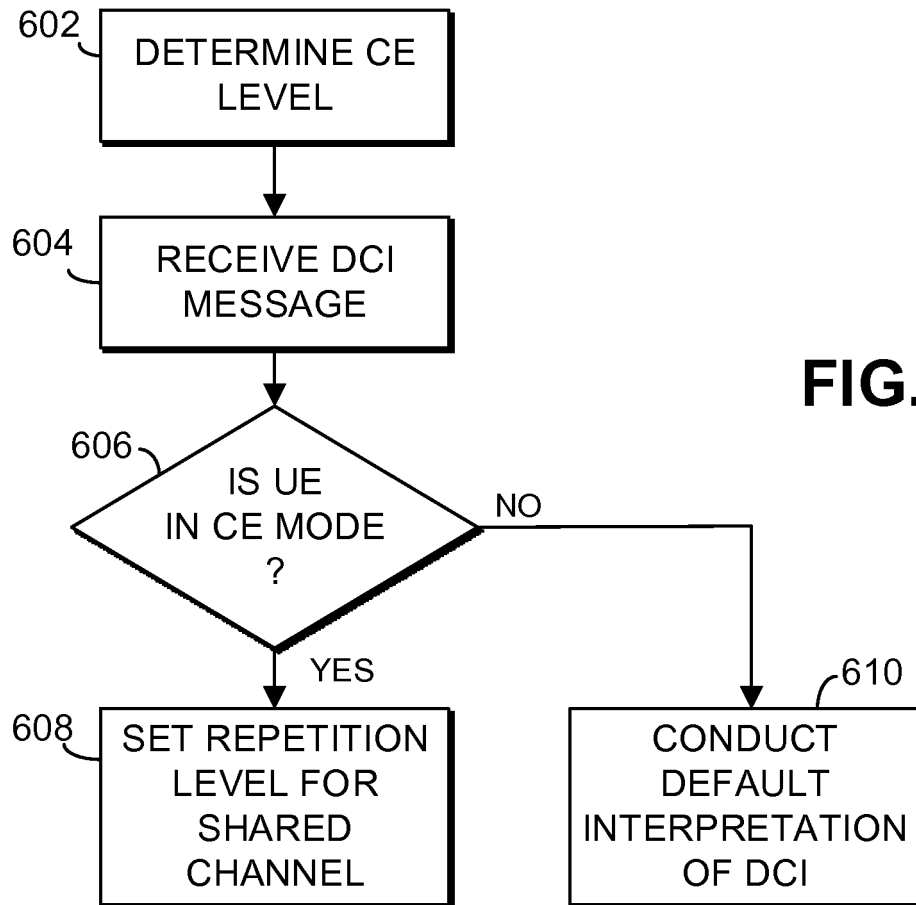 602
DETERMINE CE
LEVEL
604
RECEIVE DCI
MESSAGE
FIG.
606
IS UE
IN CE MODE
?
NO
YES
608
SET REPETITION
LEVEL FOR
SHARED
CHANNEL
610
CONDUCT
DEFAULT
INTERPRETATION
OF DCI